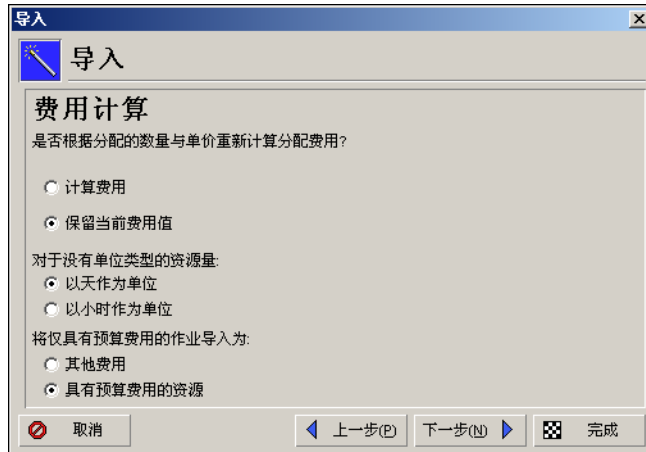 导入
导入
费用计算
是否根据分配的数量与单价重新计算分配费用?
计算费用
保留当前费用值
对于没有单位类型的资源量:
以天作为单位
以小时作为单位
将仅具有预算费用的作业导入为:
其他费用
具有预算费用的资源
取消 上一步(P) 下一步(N) 完成